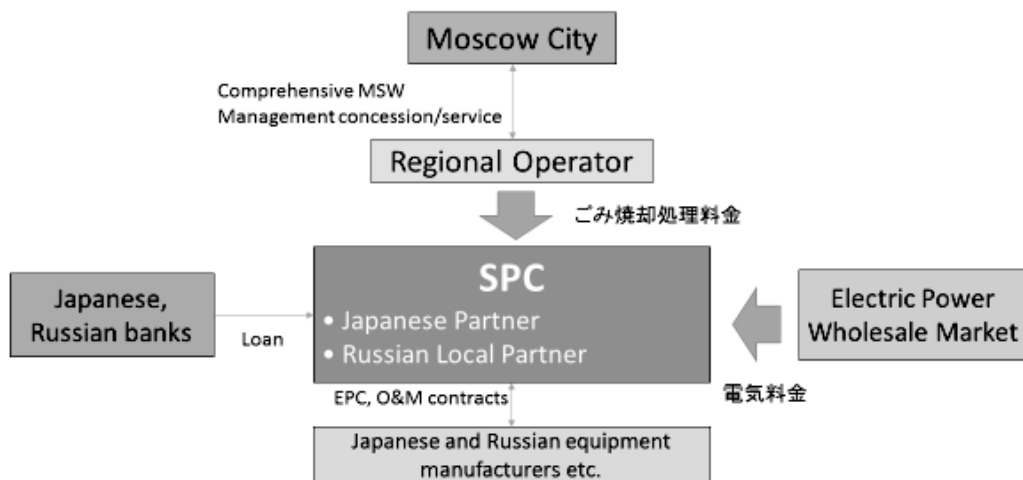 Moscow City
Comprehensive MSW
Management concession/service
Regional Operator
ごみ焼却処理料金
SPC
• Japanese Partner
• Russian Local Partner
Japanese,
Russian banks
Loan
Electric Power
Wholesale Market
電気料金
EPC, O&M contracts
Japanese and Russian equipment
manufacturers etc.